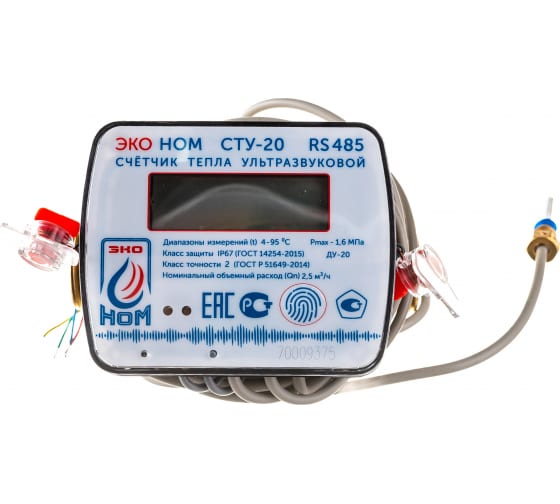 ЭКО НОМ СТУ-20 RS485
СЧЁТЧИК ТЕПЛА УЛЬТРАЗВУКОВОЙ
Диапазоны измерений (t) 4-95 °C Pmax - 1,6 МПа
Класс защиты IP67 (ГОСТ 14254-2015) ДУ-20
Класс точности 2 (ГОСТ Р 51649-2014)
Номинальный объемный расход (Qn) 2,5 м³/ч
ЭКО
НОМ
ЕАС
70009375